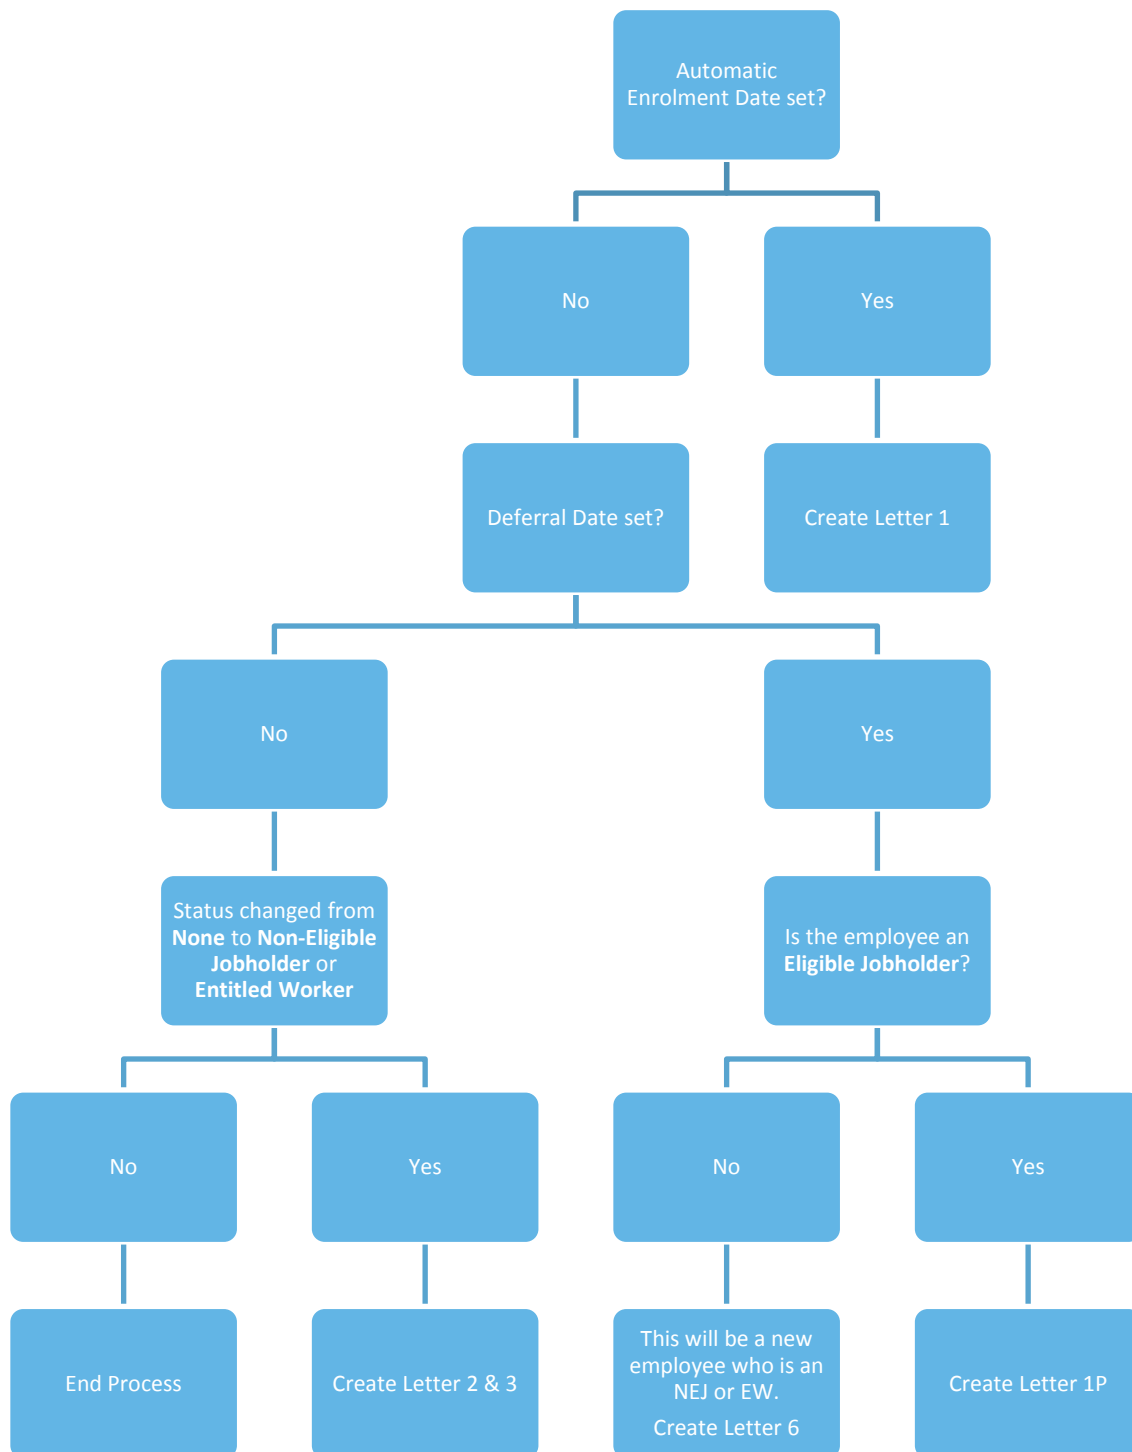 Automatic
Enrolment Date set?
No
Yes
Deferral Date set?
Create Letter 1
No
Yes
Status changed from
None to Non-Eligible
Jobholder or
Entitled Worker
Is the employee an
Eligible Jobholder?
No
Yes
No
Yes
End Process
Create Letter 2 & 3
This will be a new
employee who is an
NEJ or EW.
Create Letter 6
Create Letter 1P